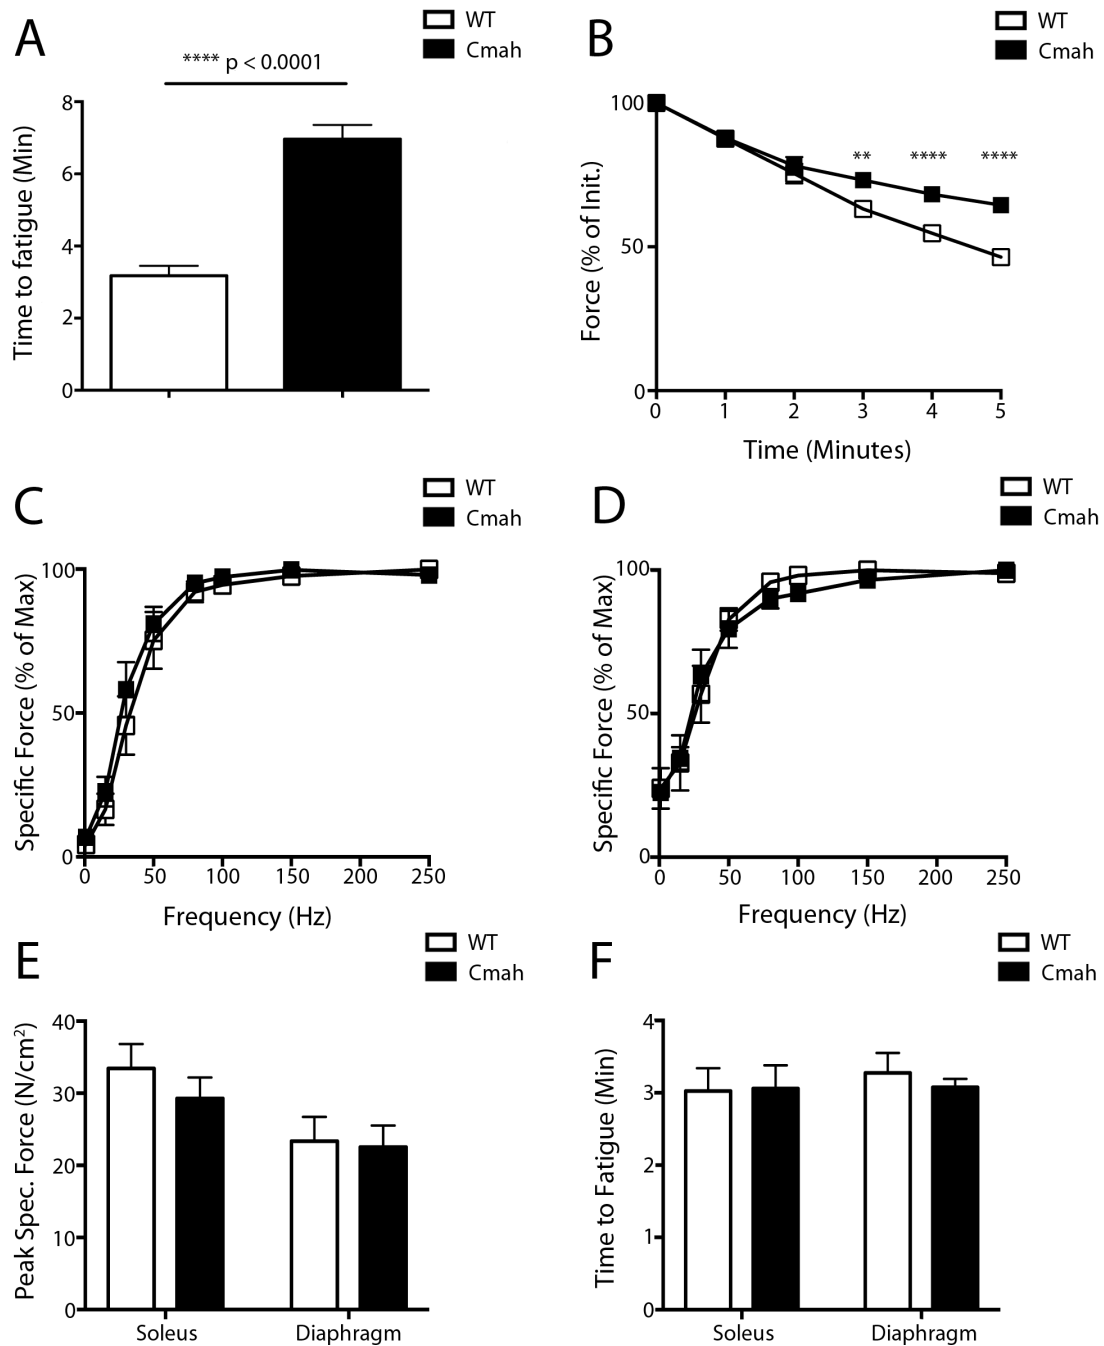 A
WT
Cmah
**** p < 0.0001
Time to fatigue (Min)
8
6
4
2
0
B
WT
Cmah
Force (% of Init.)
100
50
0
** **** ****
0 1 2 3 4 5
Time (Minutes)
C
WT
Cmah
Specific Force (% of Max)
100
50
0
0 50 100 150 200 250
Frequency (Hz)
D
WT
Cmah
Specific Force (% of Max)
100
50
0
0 50 100 150 200 250
Frequency (Hz)
E
WT
Cmah
Peak Spec. Force (N/cm²)
40
30
20
10
0
Soleus Diaphragm
F
WT
Cmah
Time to Fatigue (Min)
4
3
2
1
0
Soleus Diaphragm